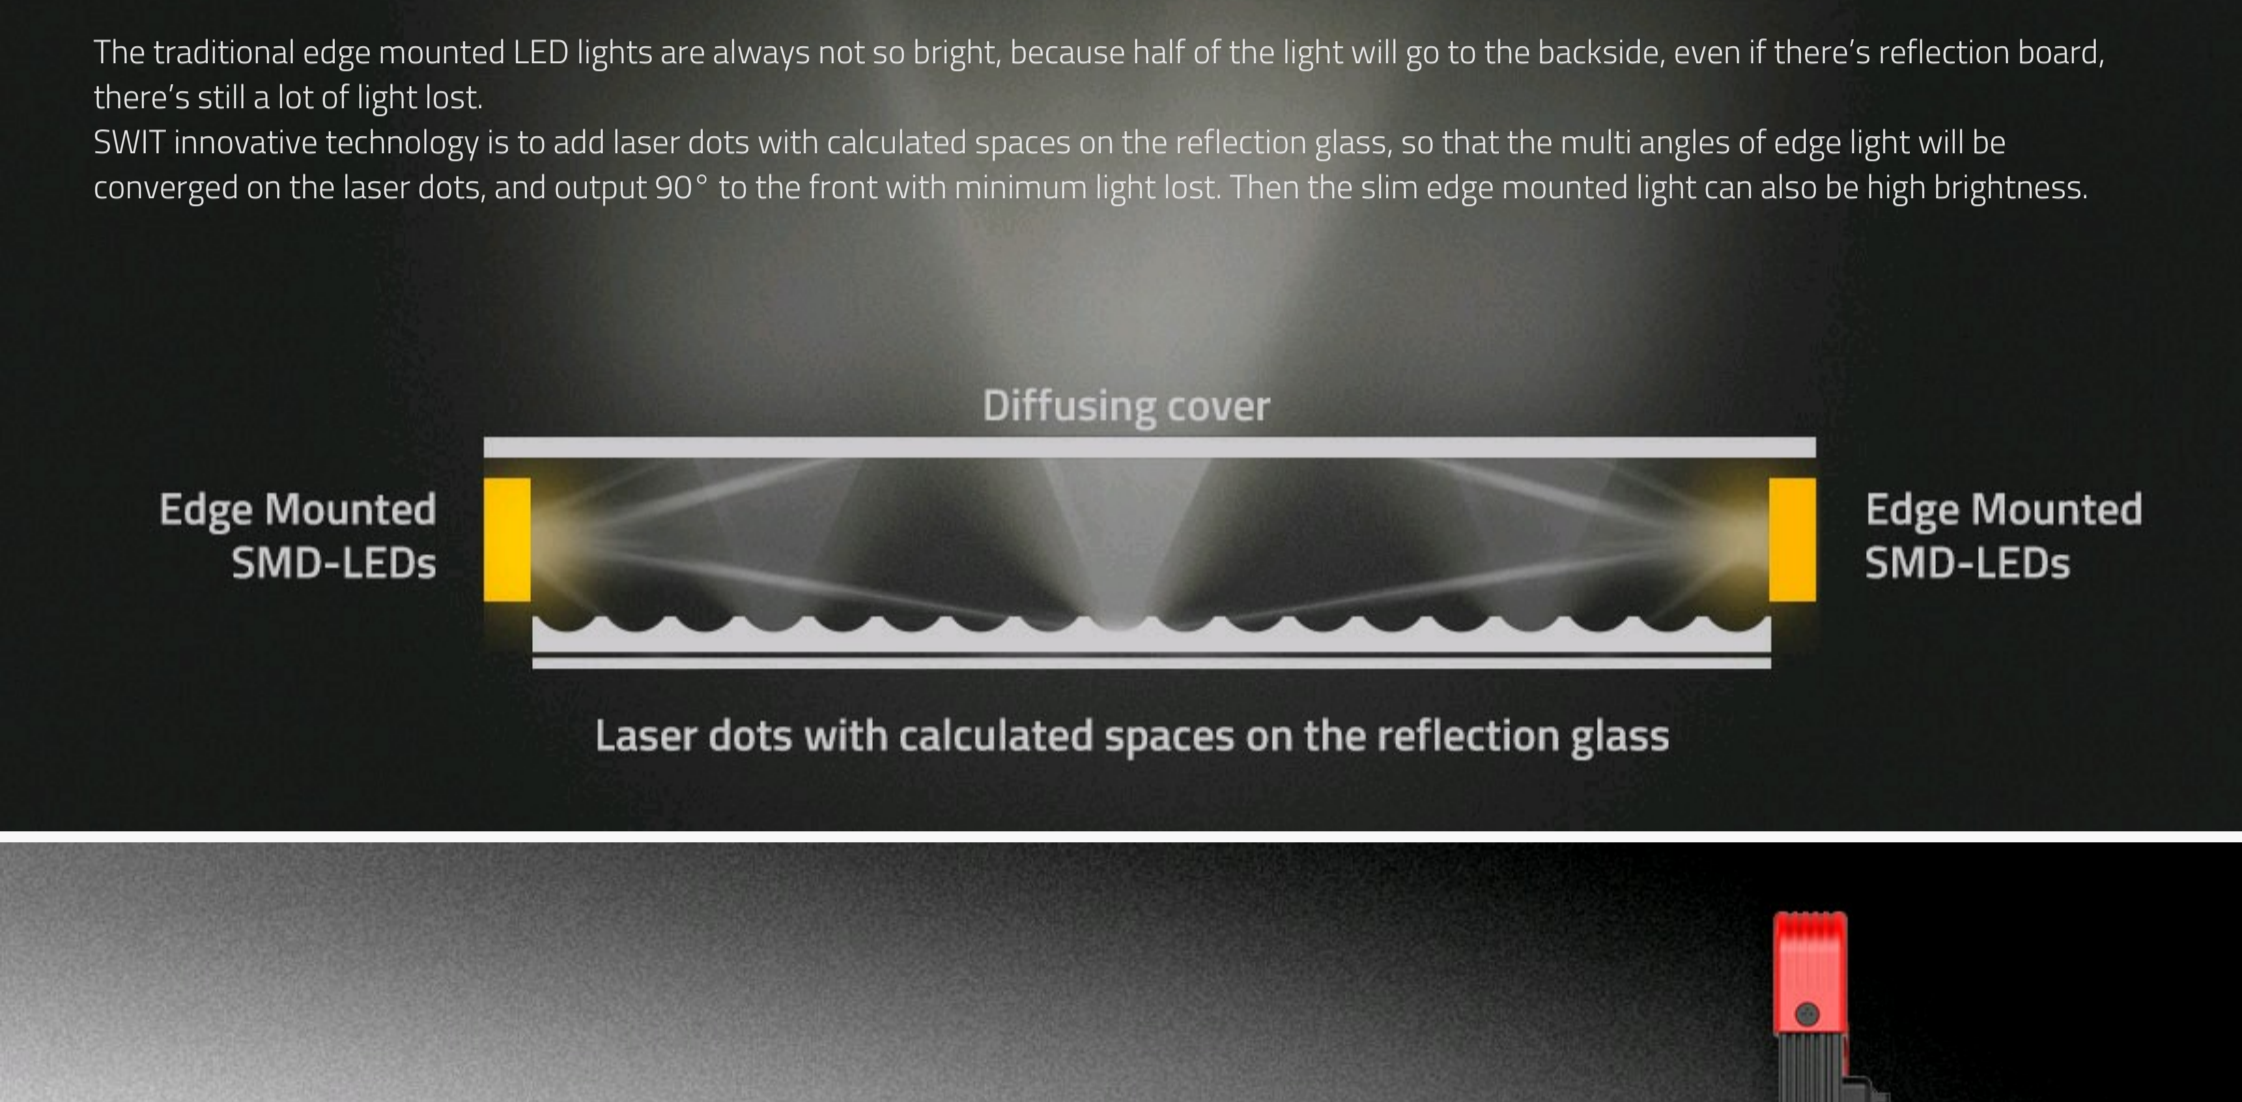 The traditional edge mounted LED lights are always not so bright, because half of the light will go to the backside, even if there's reflection board,
there's still a lot of light lost.
SWIT innovative technology is to add laser dots with calculated spaces on the reflection glass, so that the multi angles of edge light will be
converged on the laser dots, and output 90° to the front with minimum light lost. Then the slim edge mounted light can also be high brightness.
Diffusing cover
Edge Mounted
SMD-LEDs
Edge Mounted
SMD-LEDs
Laser dots with calculated spaces on the reflection glass